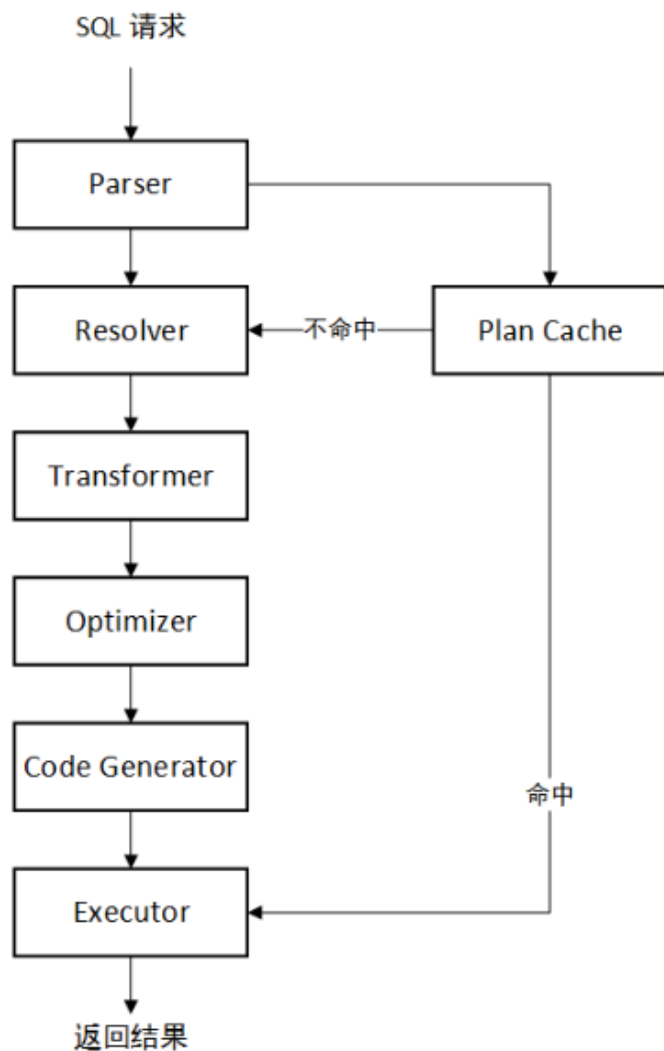 SQL 请求
Parser
Resolver
不命中
Plan Cache
Transformer
Optimizer
Code Generator
命中
Executor
返回结果